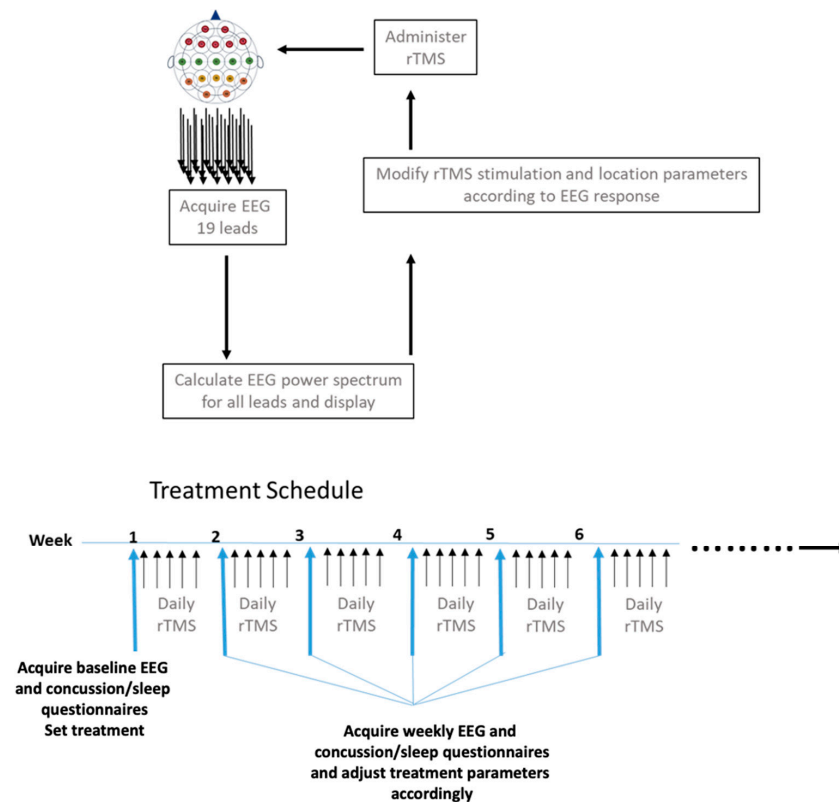 Administer
rTMS
Modify rTMS stimulation and location parameters
according to EEG response
Acquire EEG
19 leads
Calculate EEG power spectrum
for all leads and display
Treatment Schedule
Week 1 2 3 4 5 6
Daily Daily Daily Daily Daily Daily
rTMS rTMS rTMS rTMS rTMS rTMS
Acquire baseline EEG
and concussion/sleep
questionnaires
Set treatment
Acquire weekly EEG and
concussion/sleep questionnaires
and adjust treatment parameters
accordingly